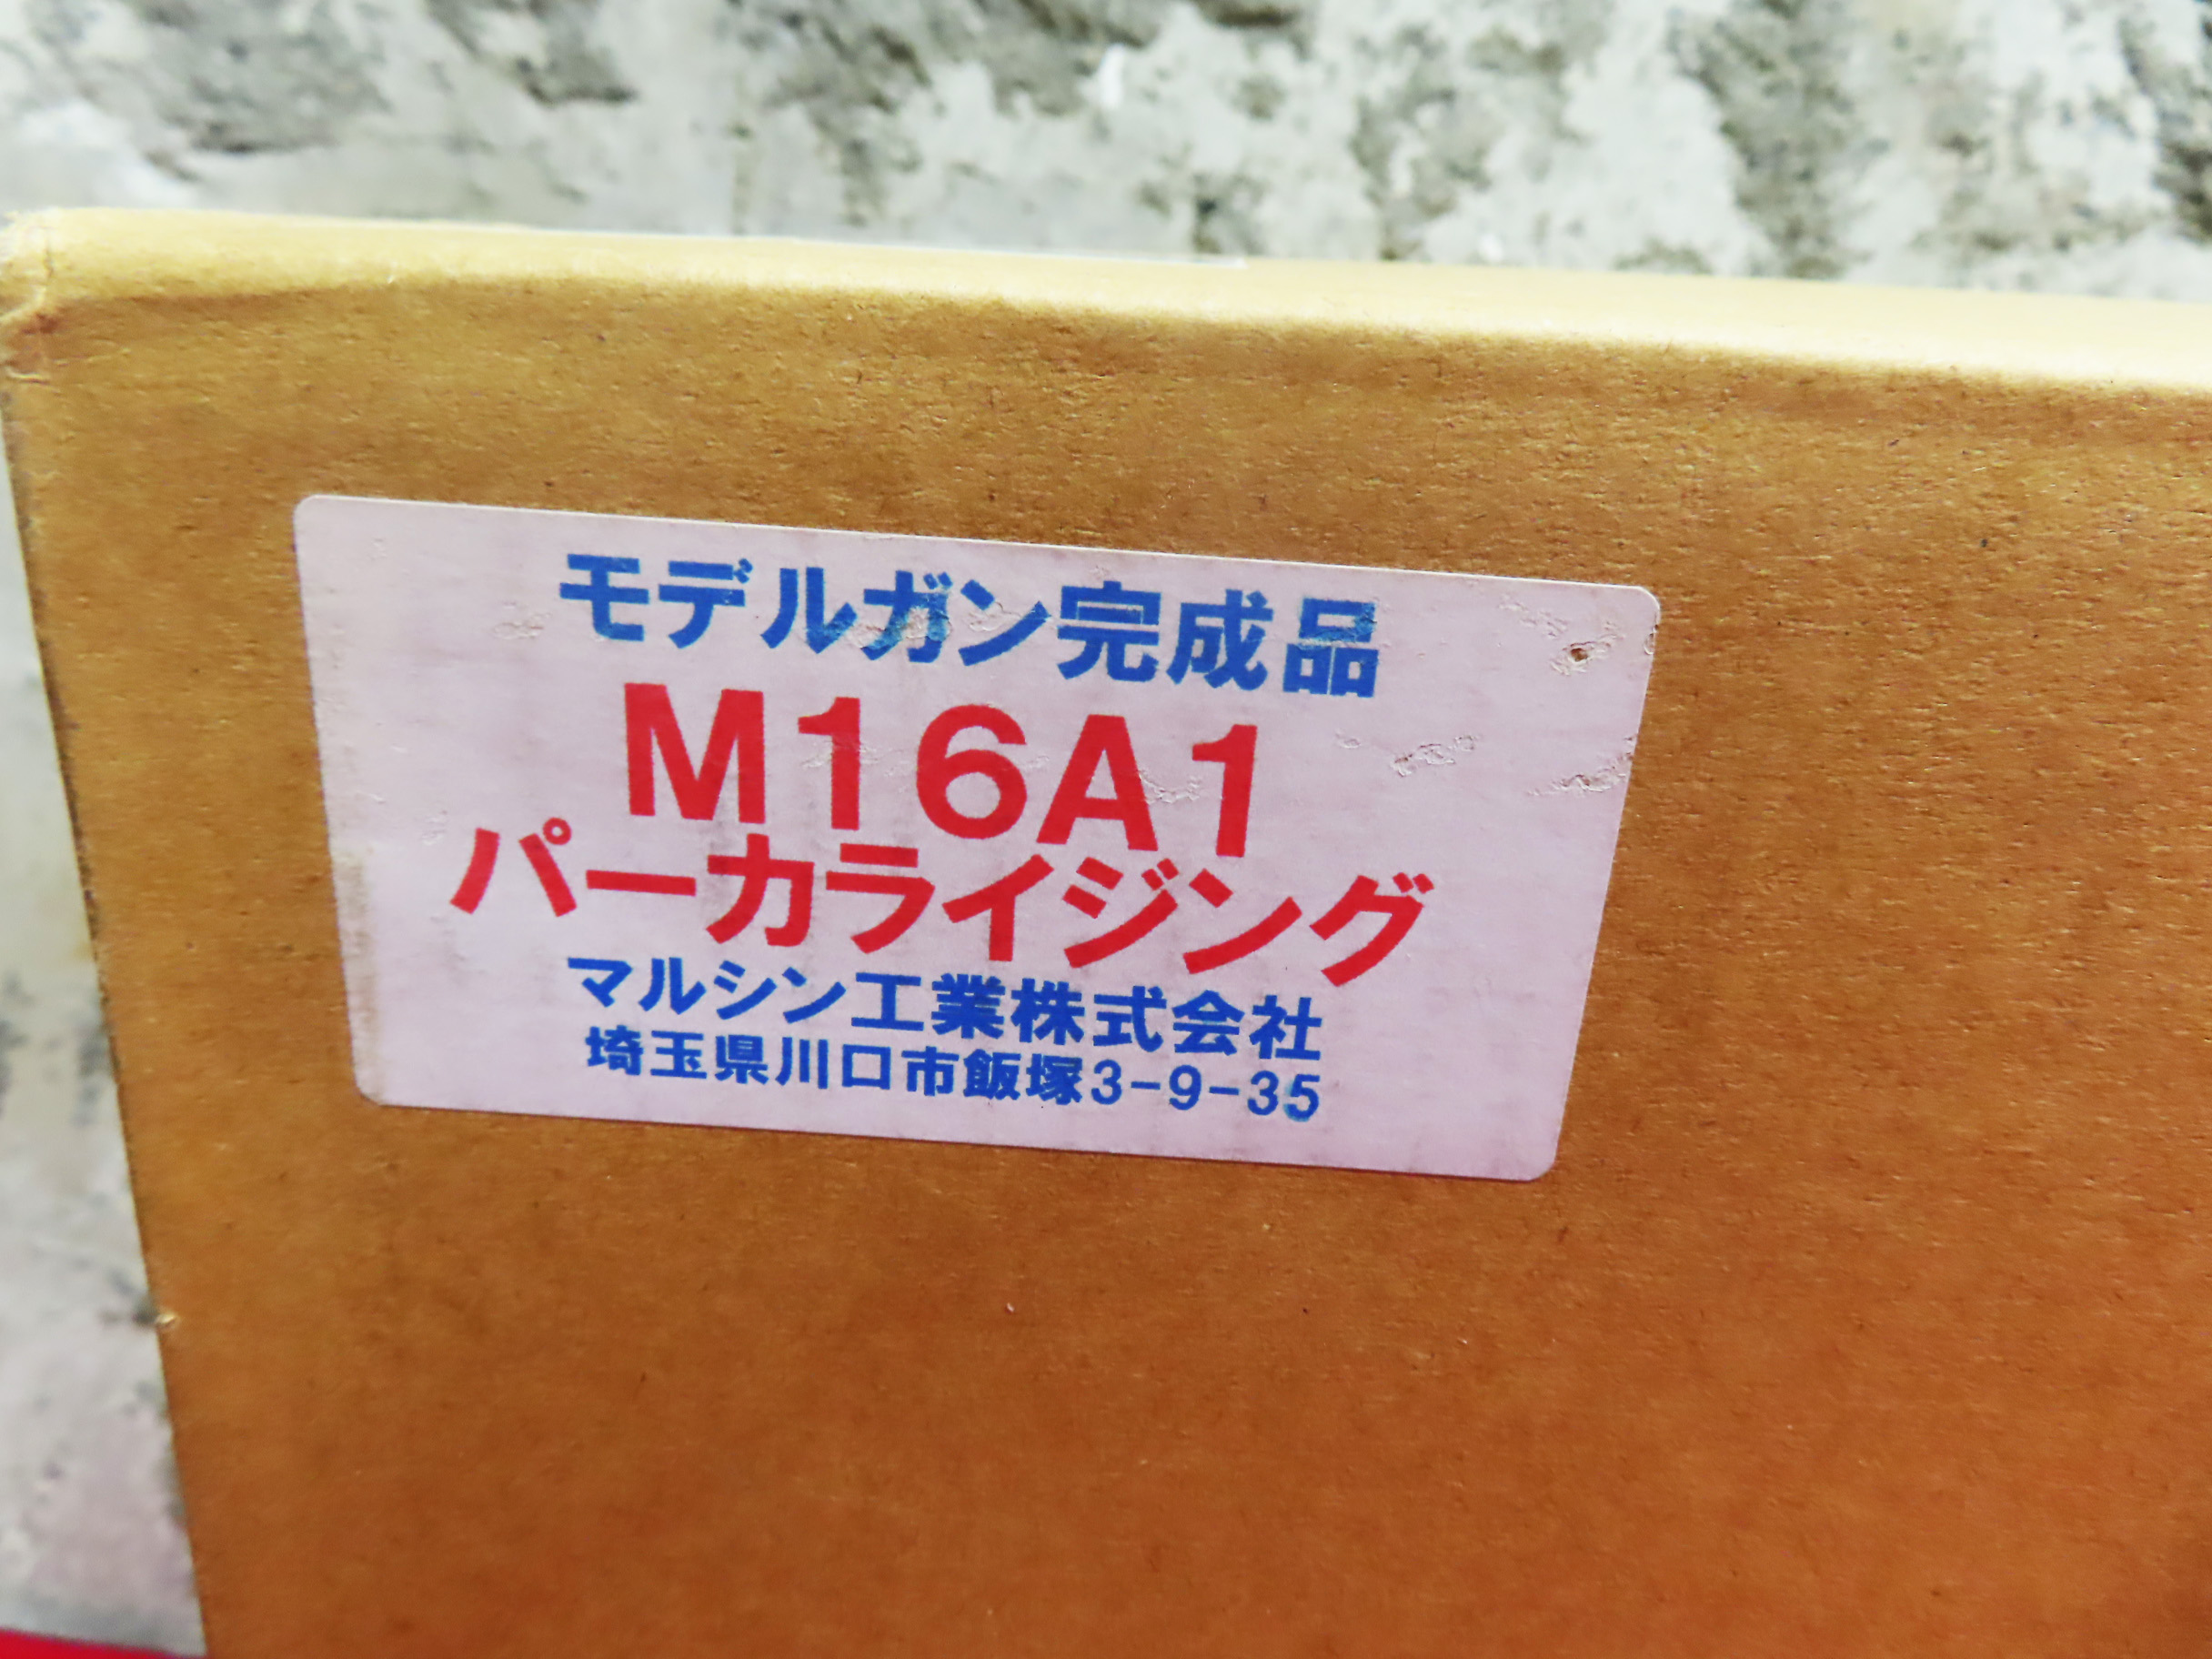 モデルガン完成品
M16A1
パーカライジング
マルシン工業株式会社
埼玉県川口市飯塚3-9-35